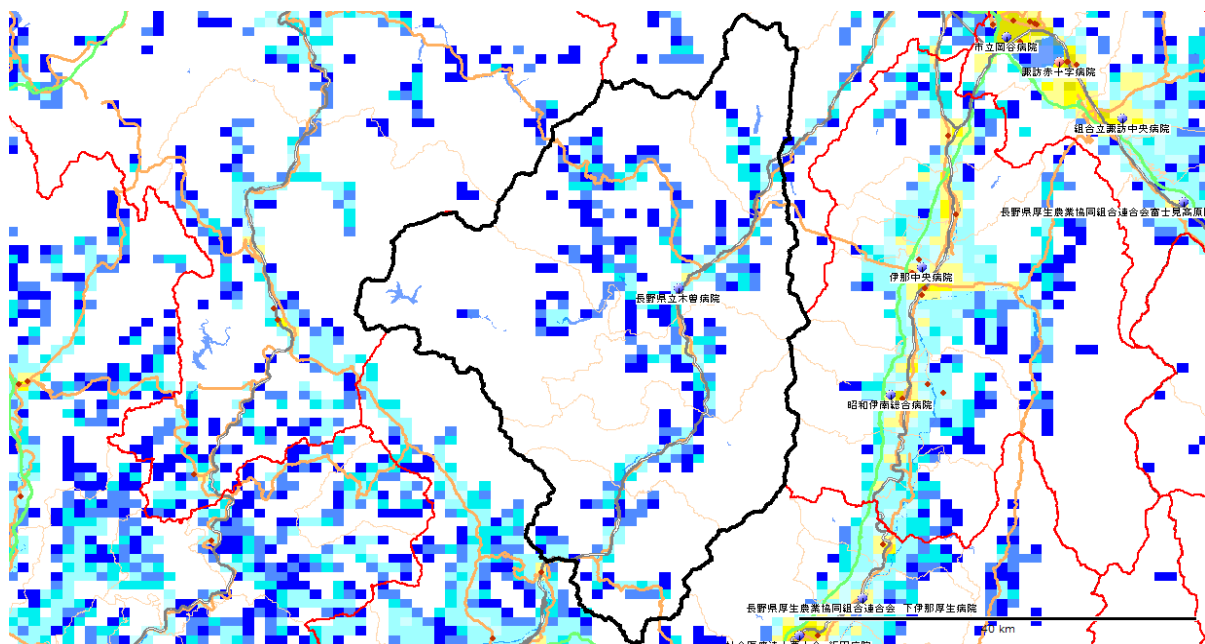 市立岡谷病院
諏訪赤十字病院
組合立諏訪中央病院
長野県厚生農業協同組合連合会富士見高原
伊那中央病院
長野県立木曽病院
昭和伊南総合病院
長野県厚生農業協同組合連合会 下伊那厚生病院
40 km